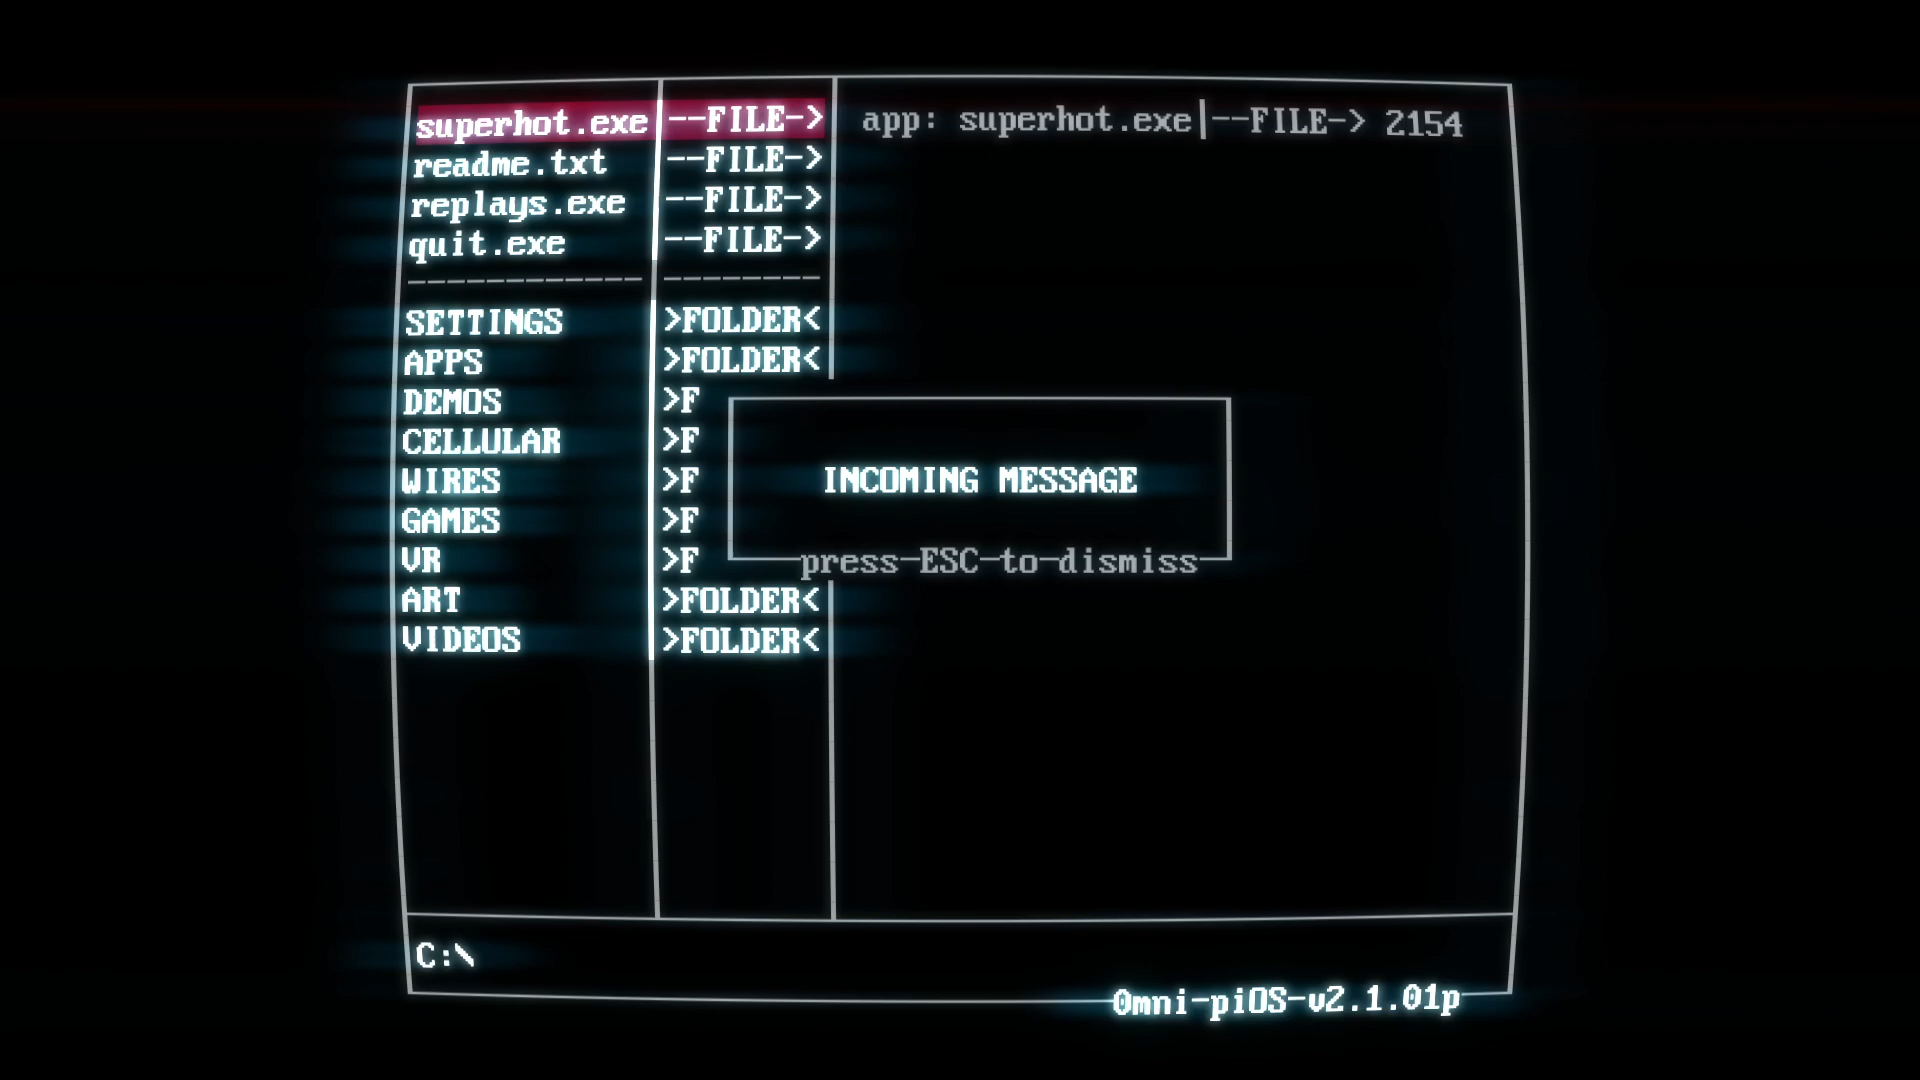 superhot.exe|--FILE-> app: superhot.exe|--FILE-> 2154
readme.txt --FILE->
replays.exe --FILE->
quit.exe --FILE->
SETTINGS >FOLDER<
APPS >FOLDER<
DEMOS >F
CELLULAR >F
WIRES >F
INCOMING MESSAGE
GAMES >F
VR >F
press-ESC-to-dismiss
ART >FOLDER<
VIDEOS >FOLDER<
C:\
0mni-piOS-v2.1.01p